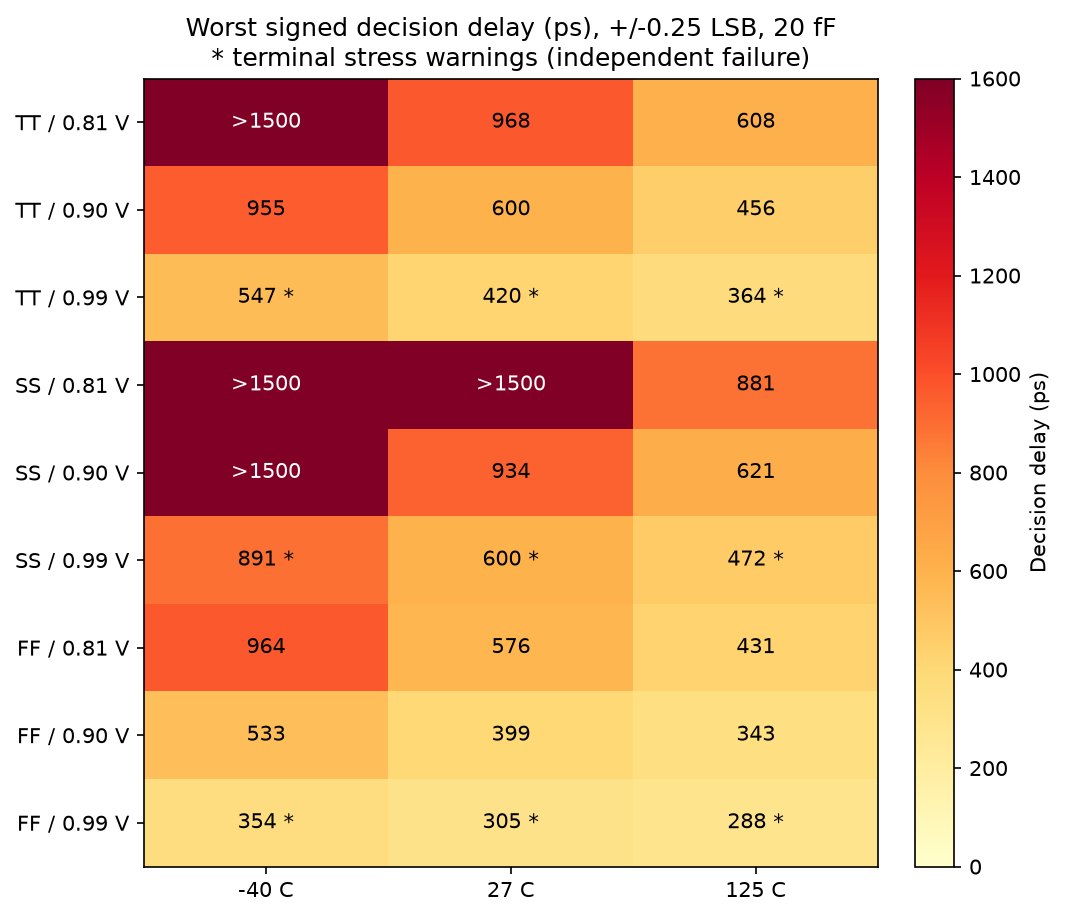 Worst signed decision delay (ps), +/-0.25 LSB, 20 fF
* terminal stress warnings (independent failure)
TT / 0.81 V >1500 968 608
TT / 0.90 V 955 600 456
TT / 0.99 V 547 * 420 * 364 *
SS / 0.81 V >1500 >1500 881
SS / 0.90 V >1500 934 621
SS / 0.99 V 891 * 600 * 472 *
FF / 0.81 V 964 576 431
FF / 0.90 V 533 399 343
FF / 0.99 V 354 * 305 * 288 *
-40 C 27 C 125 C
1600
1400
1200
1000
800
600
400
200
0
Decision delay (ps)